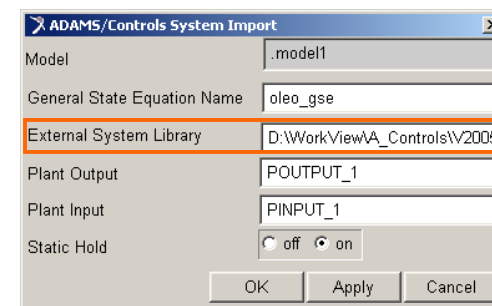 ADAMS/Controls System Import
Model .model1
General State Equation Name oleo_gse
External System Library D:\WorkView\A_Controls\V2005
Plant Output POUTPUT_1
Plant Input PINPUT_1
Static Hold off on
OK Apply Cancel